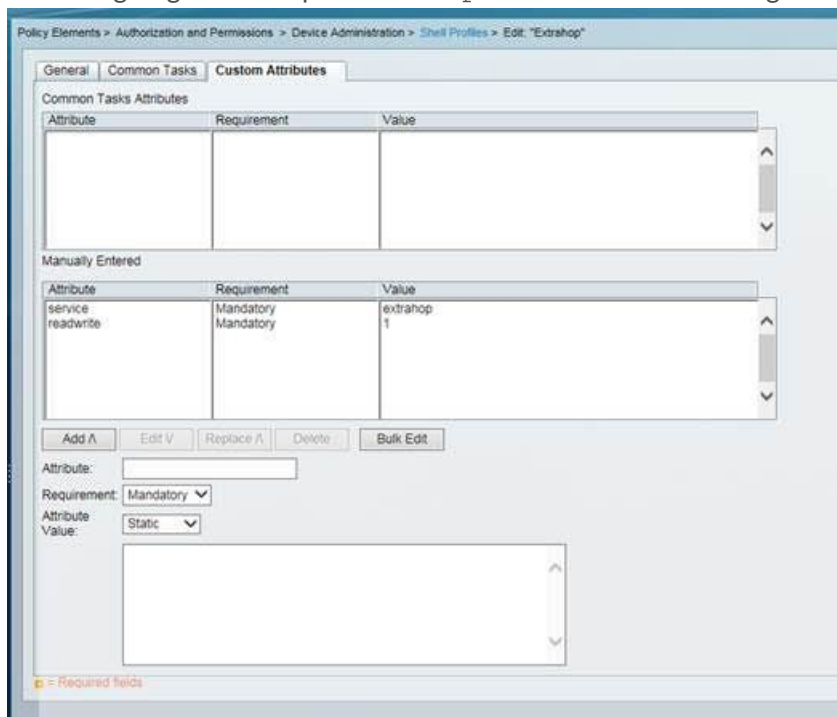 Policy Elements > Authorization and Permissions > Device Administration > Shell Profiles > Edit: "Extrahop"
General Common Tasks Custom Attributes
Common Tasks Attributes
Attribute Requirement Value
Manually Entered
Attribute Requirement Value
service Mandatory extrahop
readwrite Mandatory 1
Add Λ Edit V Replace Λ Delete Bulk Edit
Attribute:
Requirement: Mandatory
Attribute Value: Static
= Required fields